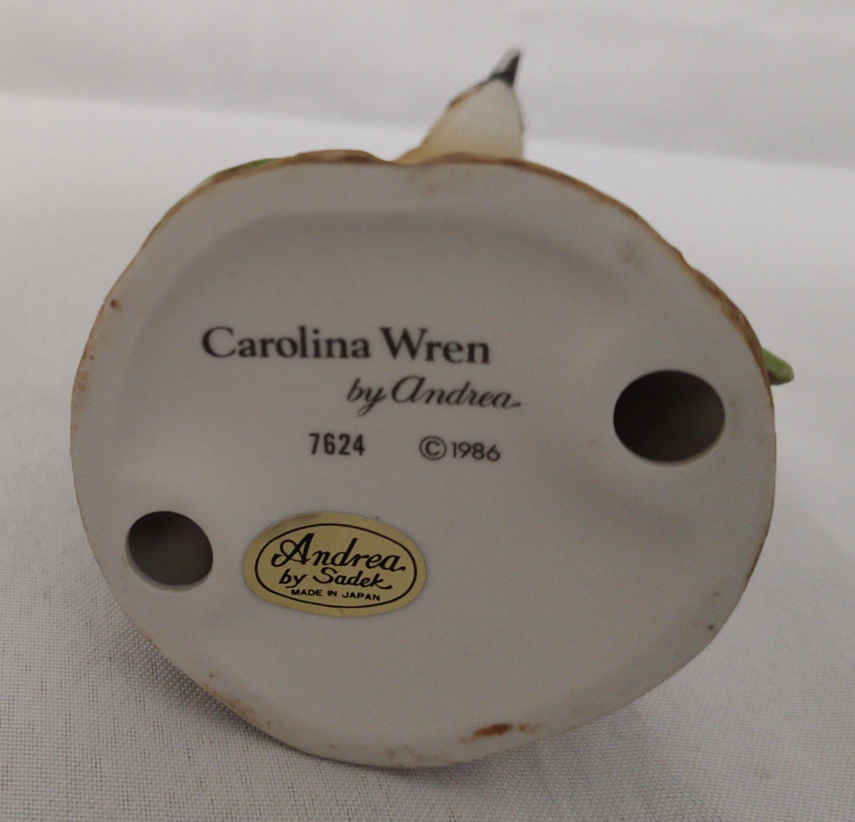 Carolina Wren
by Andrea
7624 ©1986
Andrea
by Sadek
MADE IN JAPAN